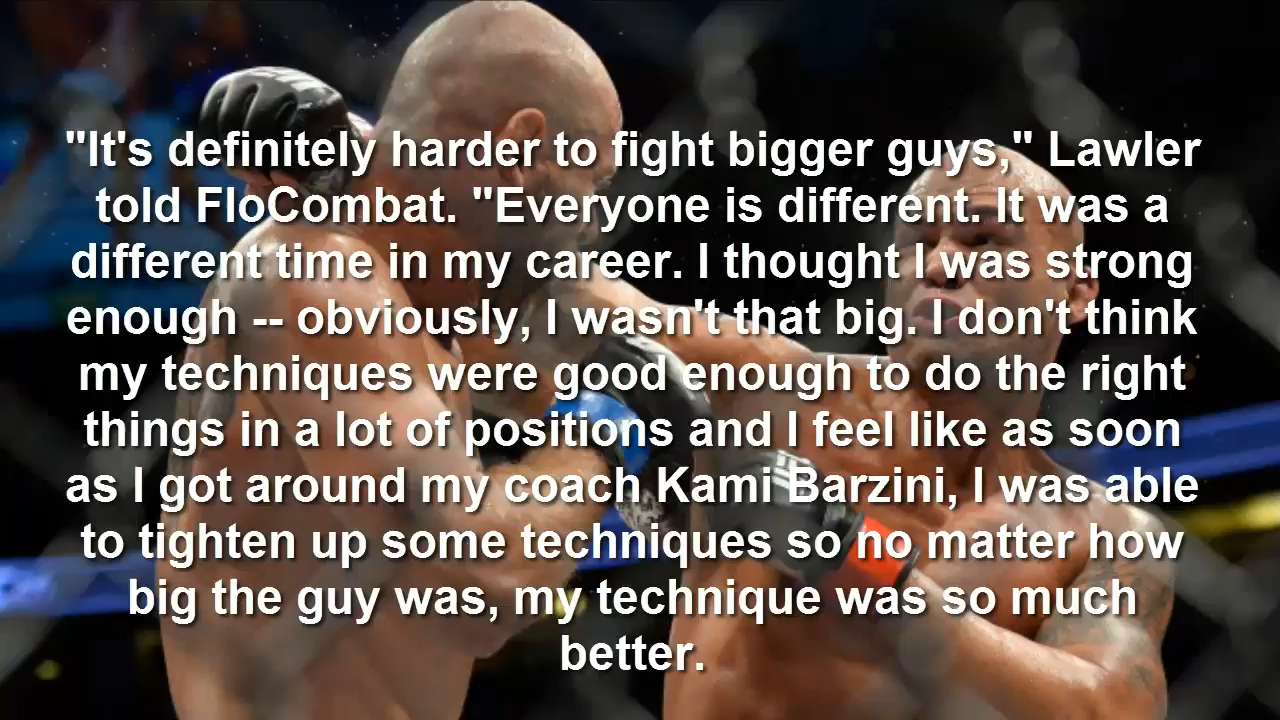 "It's definitely harder to fight bigger guys," Lawler
told FloCombat. "Everyone is different. It was a
different time in my career. I thought I was strong
enough -- obviously, I wasn't that big. I don't think
my techniques were good enough to do the right
things in a lot of positions and I feel like as soon
as I got around my coach Kami Barzini, I was able
to tighten up some techniques so no matter how
big the guy was, my technique was so much
better.